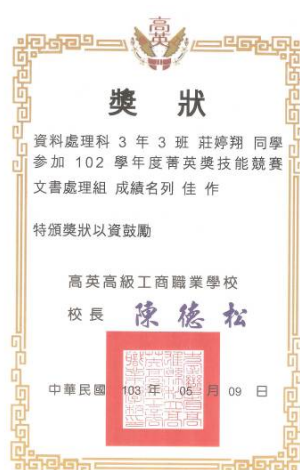 高英
獎 狀
資料處理科 3 年 3 班 莊婷翔 同學
參加 102 學年度菁英獎技能競賽
文書處理組 成績名列 佳 作
特頒獎狀以資鼓勵
高英高級工商職業學校
校長 陳德松
中華民國 103 年 05 月 09 日